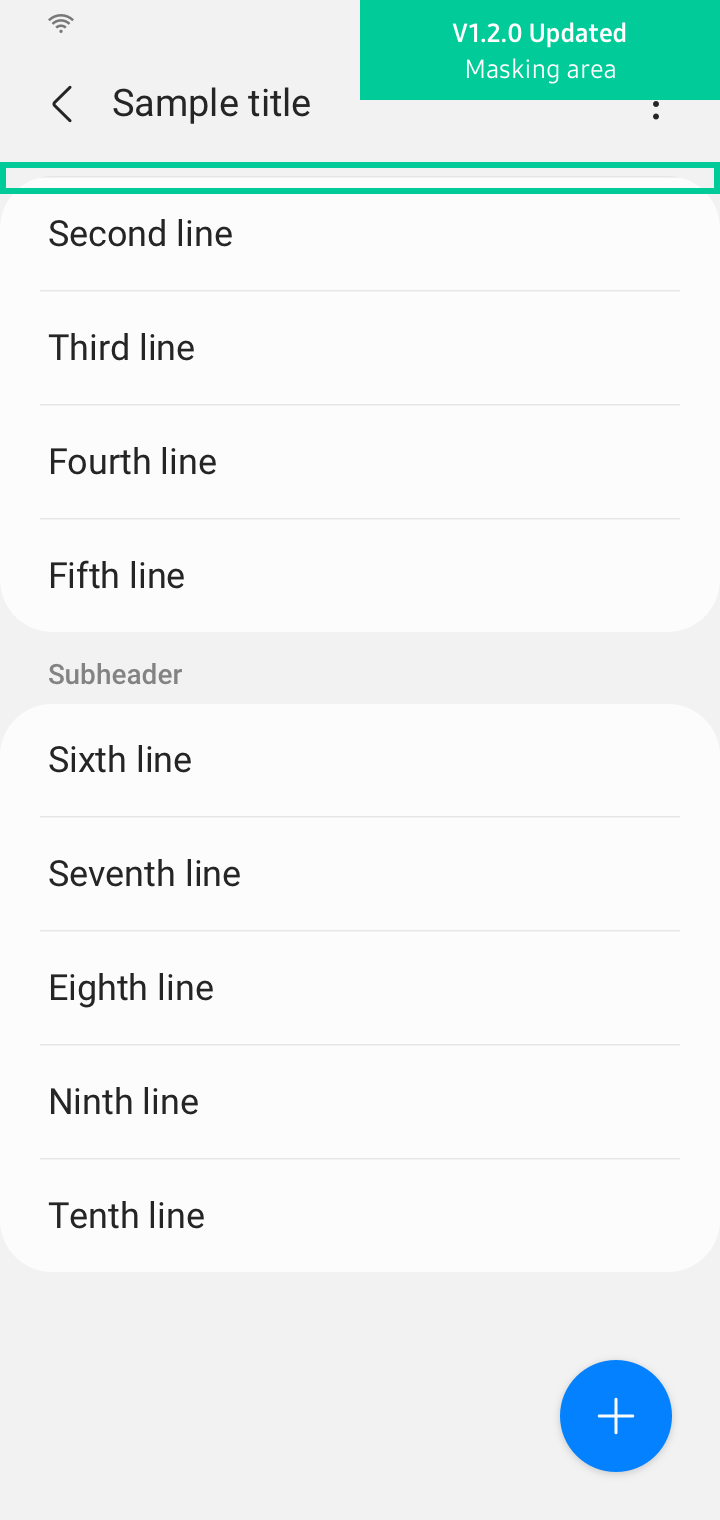 V1.2.0 Updated
Masking area
Sample title
Second line
Third line
Fourth line
Fifth line
Subheader
Sixth line
Seventh line
Eighth line
Ninth line
Tenth line